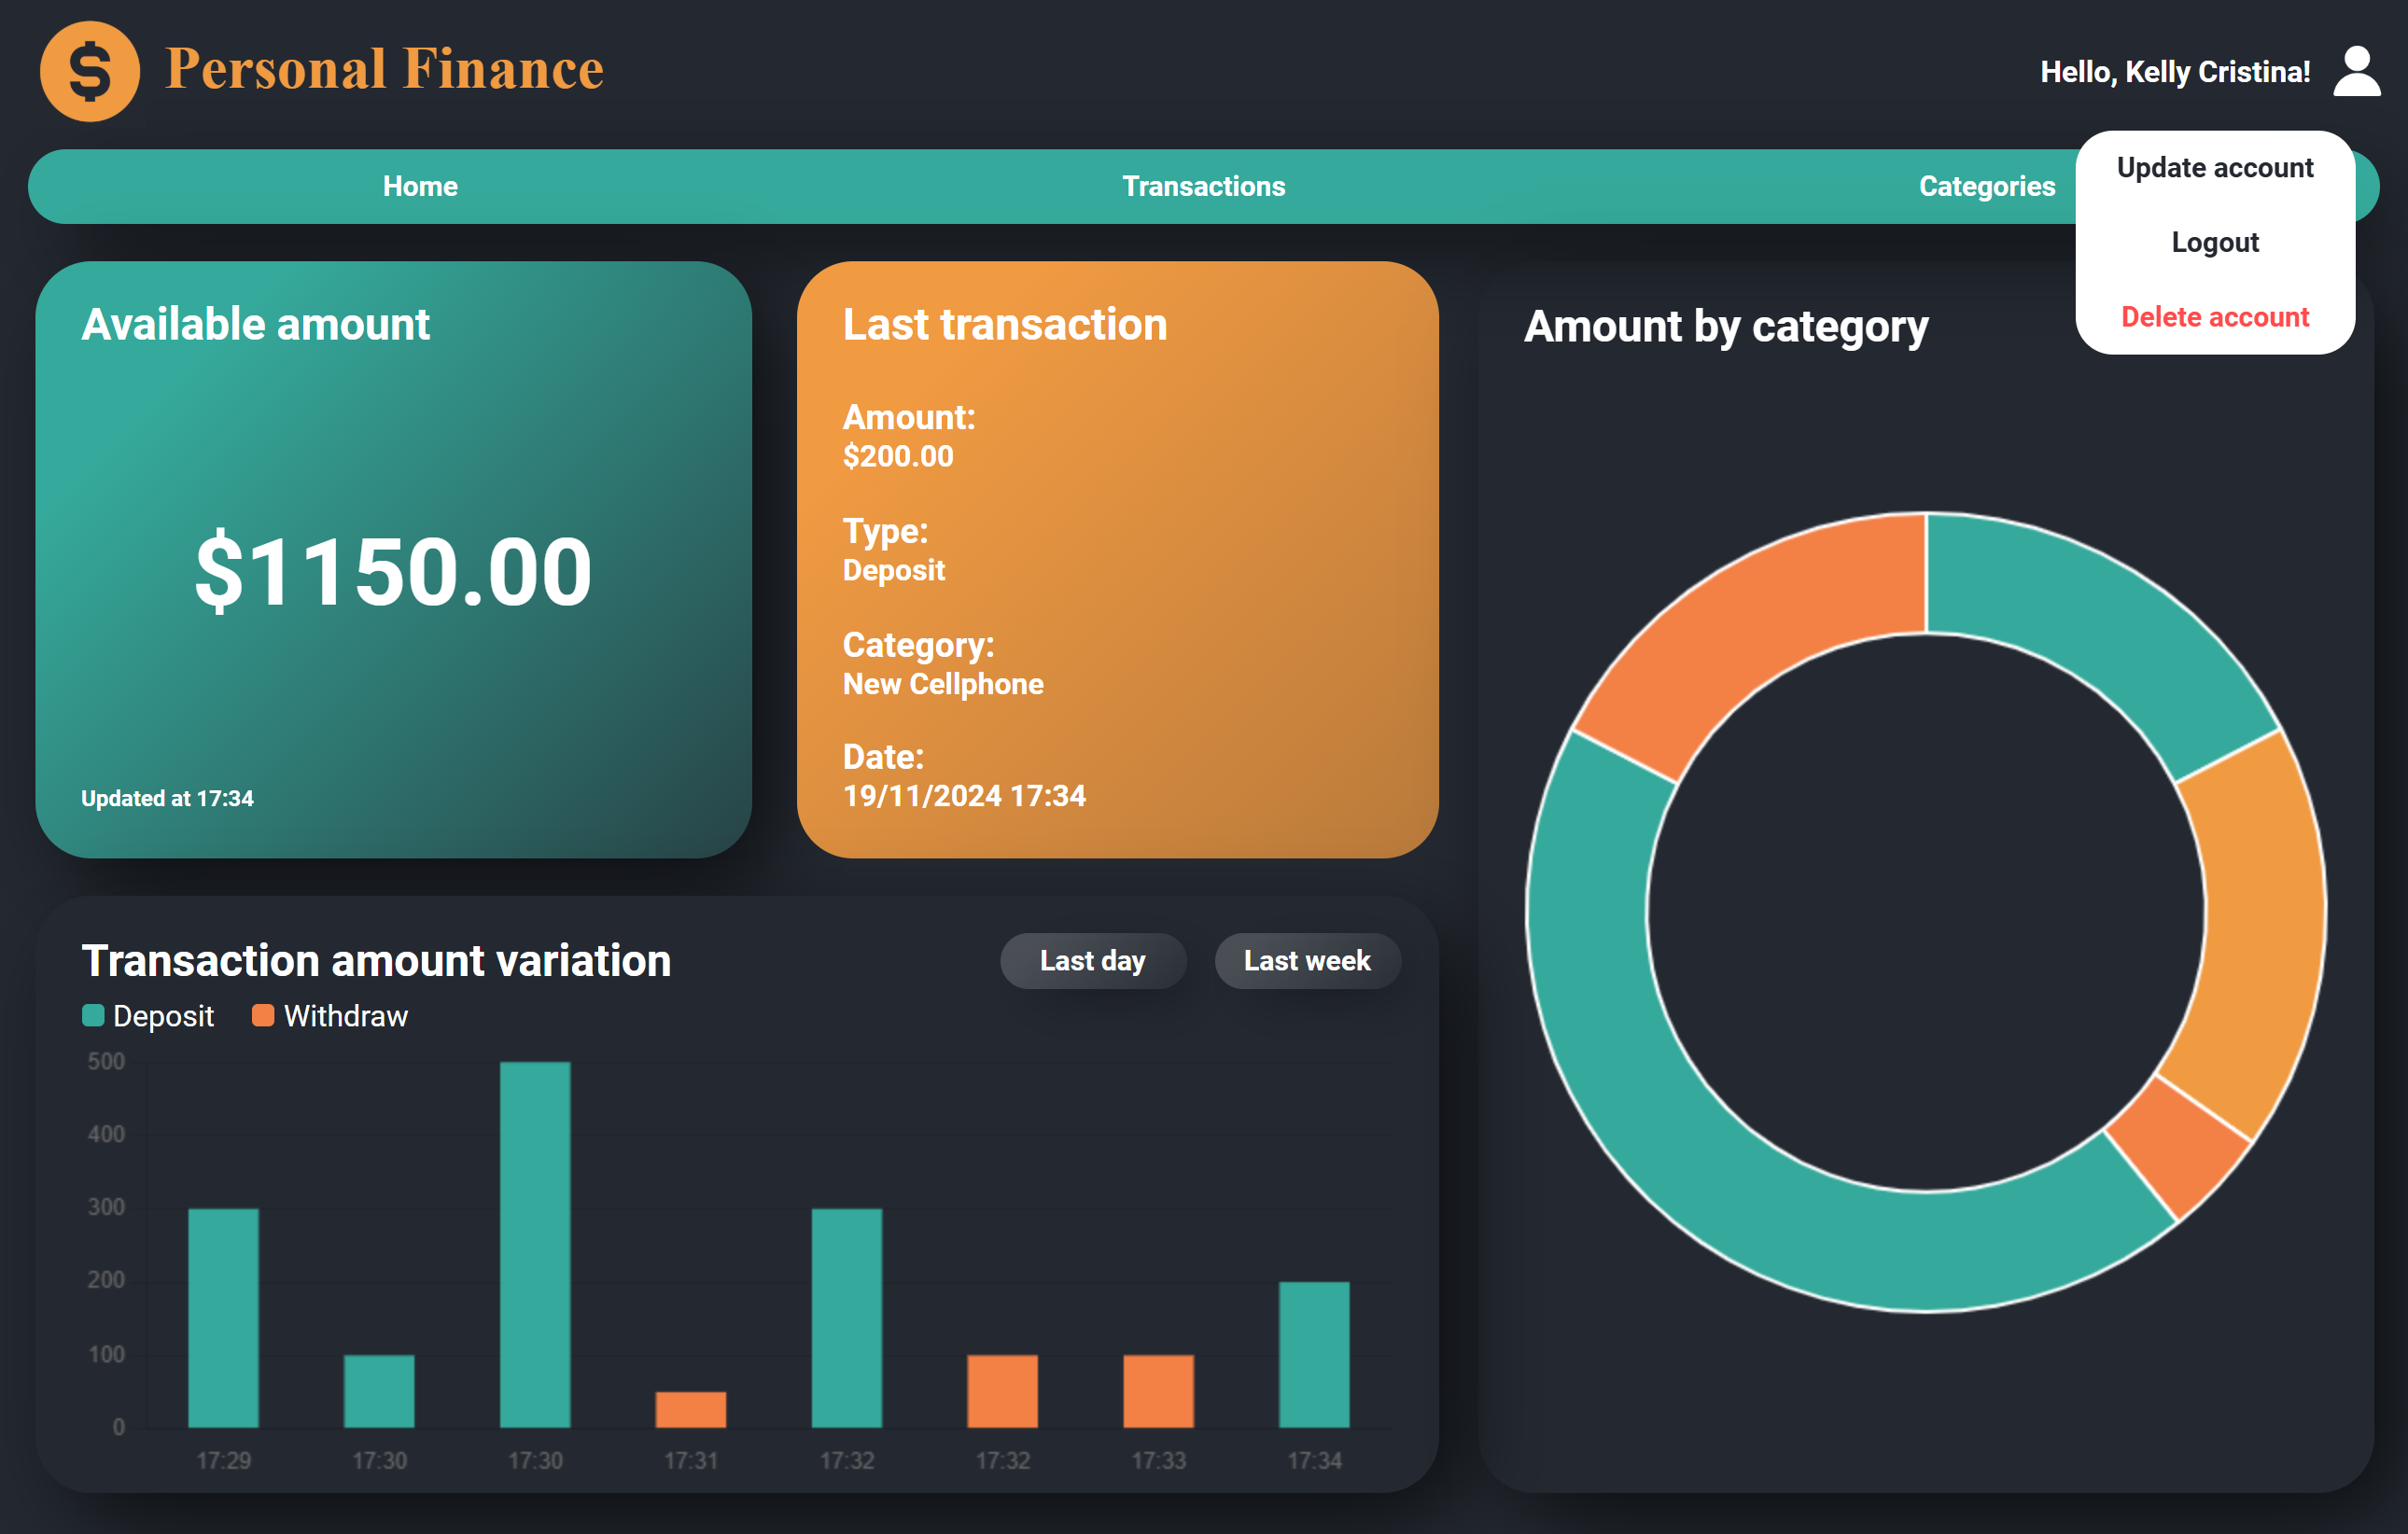 $ Personal Finance
Hello, Kelly Cristina!
Home
Transactions
Categories
Update account
Logout
Delete account
Available amount
$1150.00
Updated at 17:34
Last transaction
Amount:
$200.00
Type:
Deposit
Category:
New Cellphone
Date:
19/11/2024 17:34
Amount by category
Transaction amount variation
Last day
Last week
Deposit
Withdraw
500
400
300
200
100
0
17:29 17:30 17:30 17:31 17:32 17:32 17:33 17:34